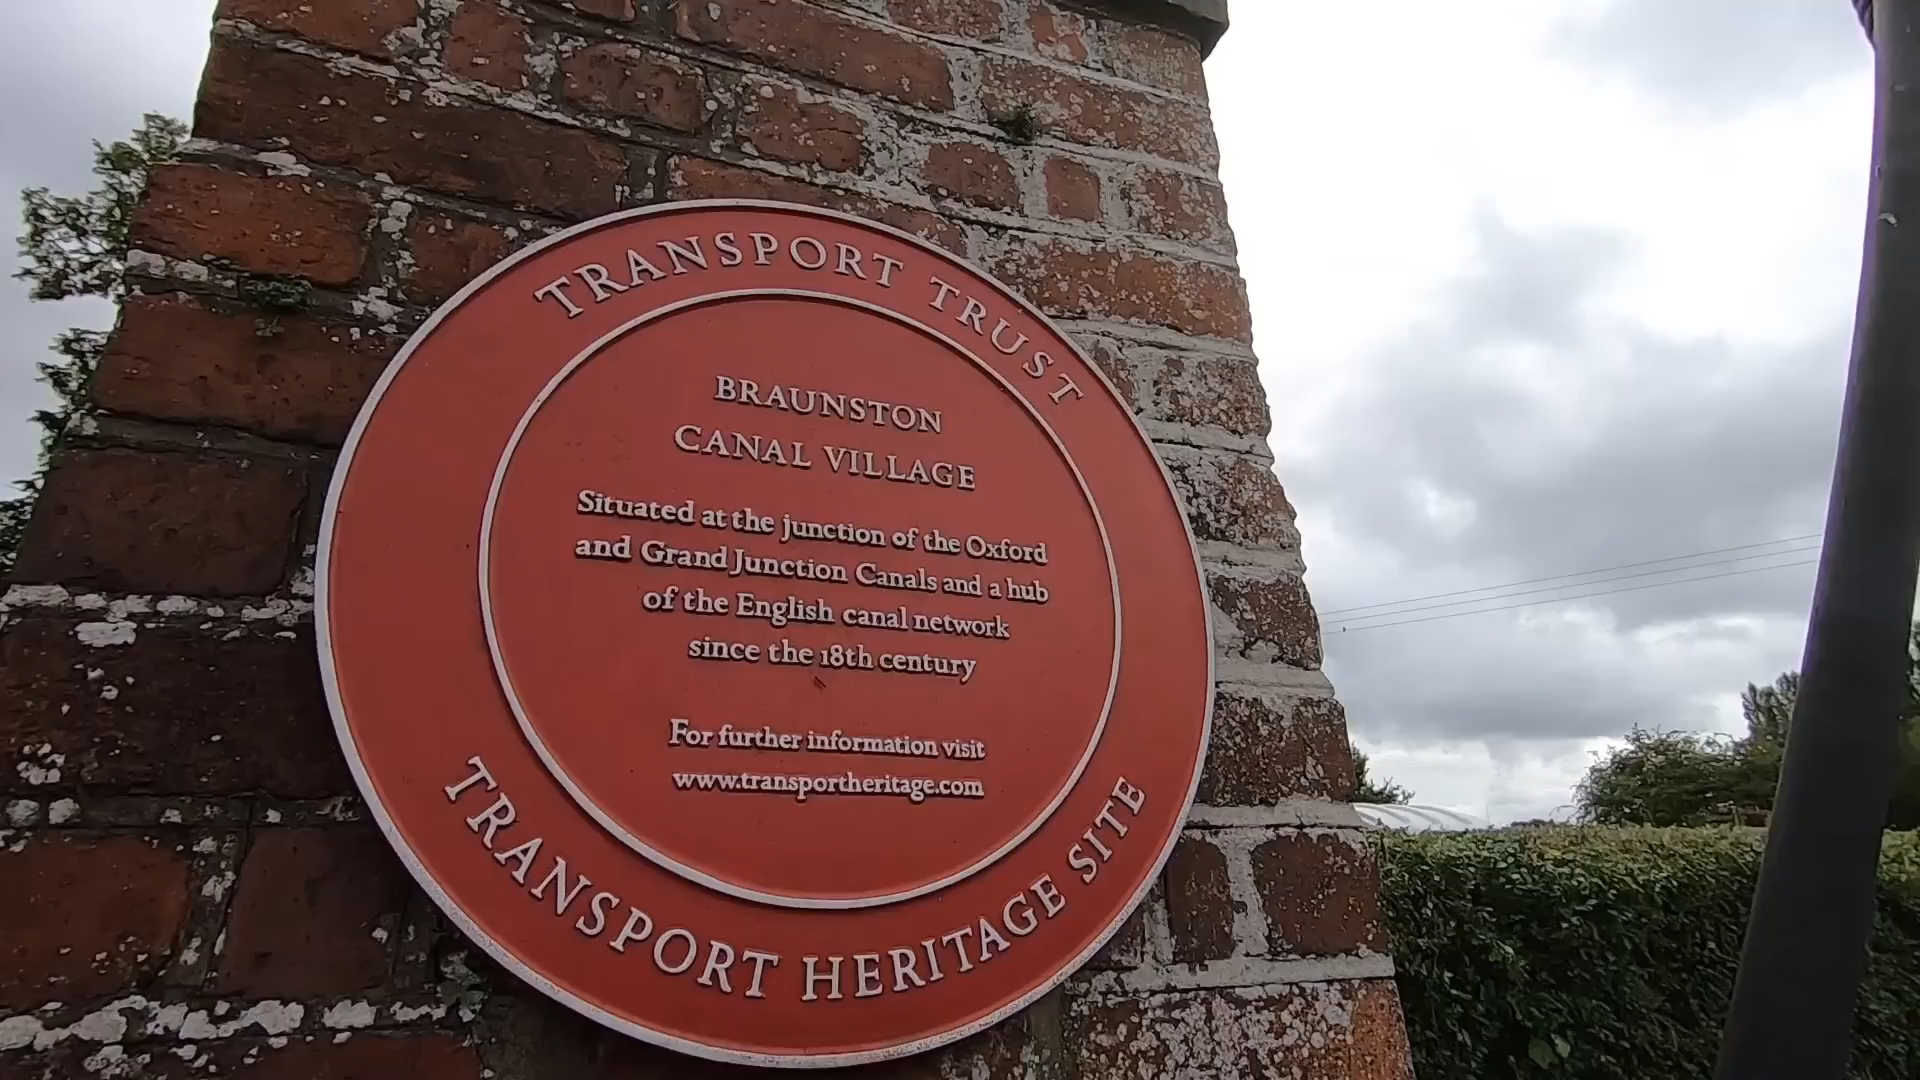 TRANSPORT TRUST
BRAUNSTON
CANAL VILLAGE
Situated at the junction of the Oxford
and Grand Junction Canals and a hub
of the English canal network
since the 18th century
For further information visit
www.transportheritage.com
TRANSPORT HERITAGE SITE